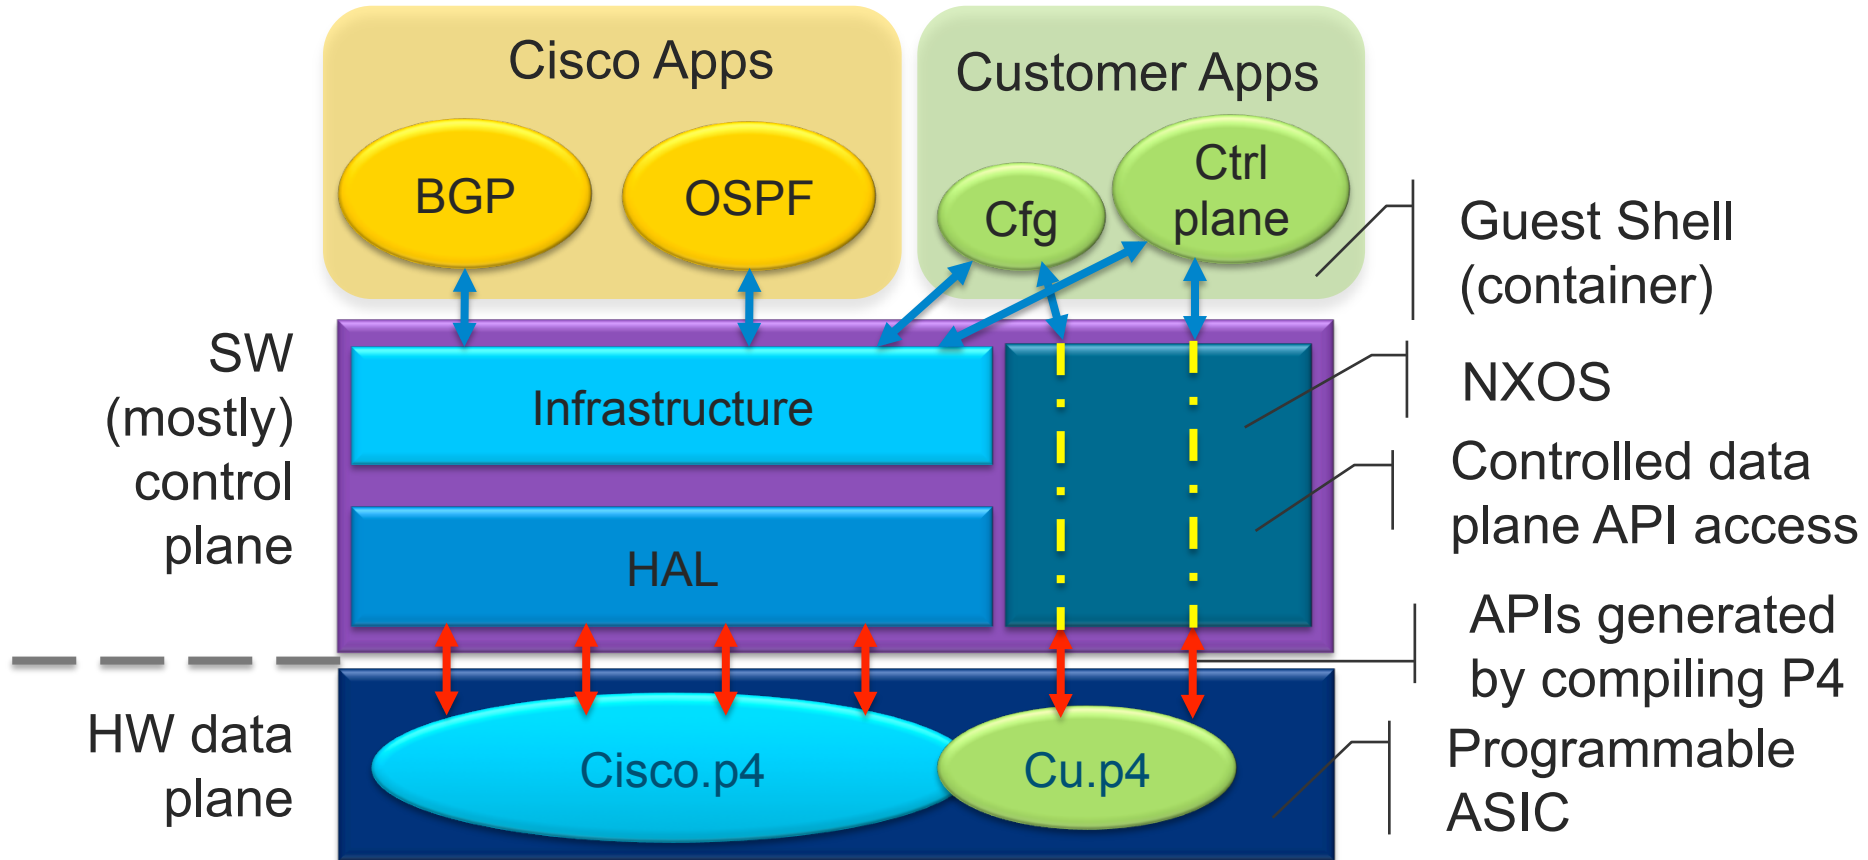 Cisco Apps
Customer Apps
BGP
OSPF
Cfg
Ctrl
plane
Guest Shell
(container)
SW
(mostly)
control
plane
Infrastructure
HAL
NXOS
Controlled data
plane API access
APIs generated
by compiling P4
HW data
plane
Cisco.p4
Cu.p4
Programmable
ASIC